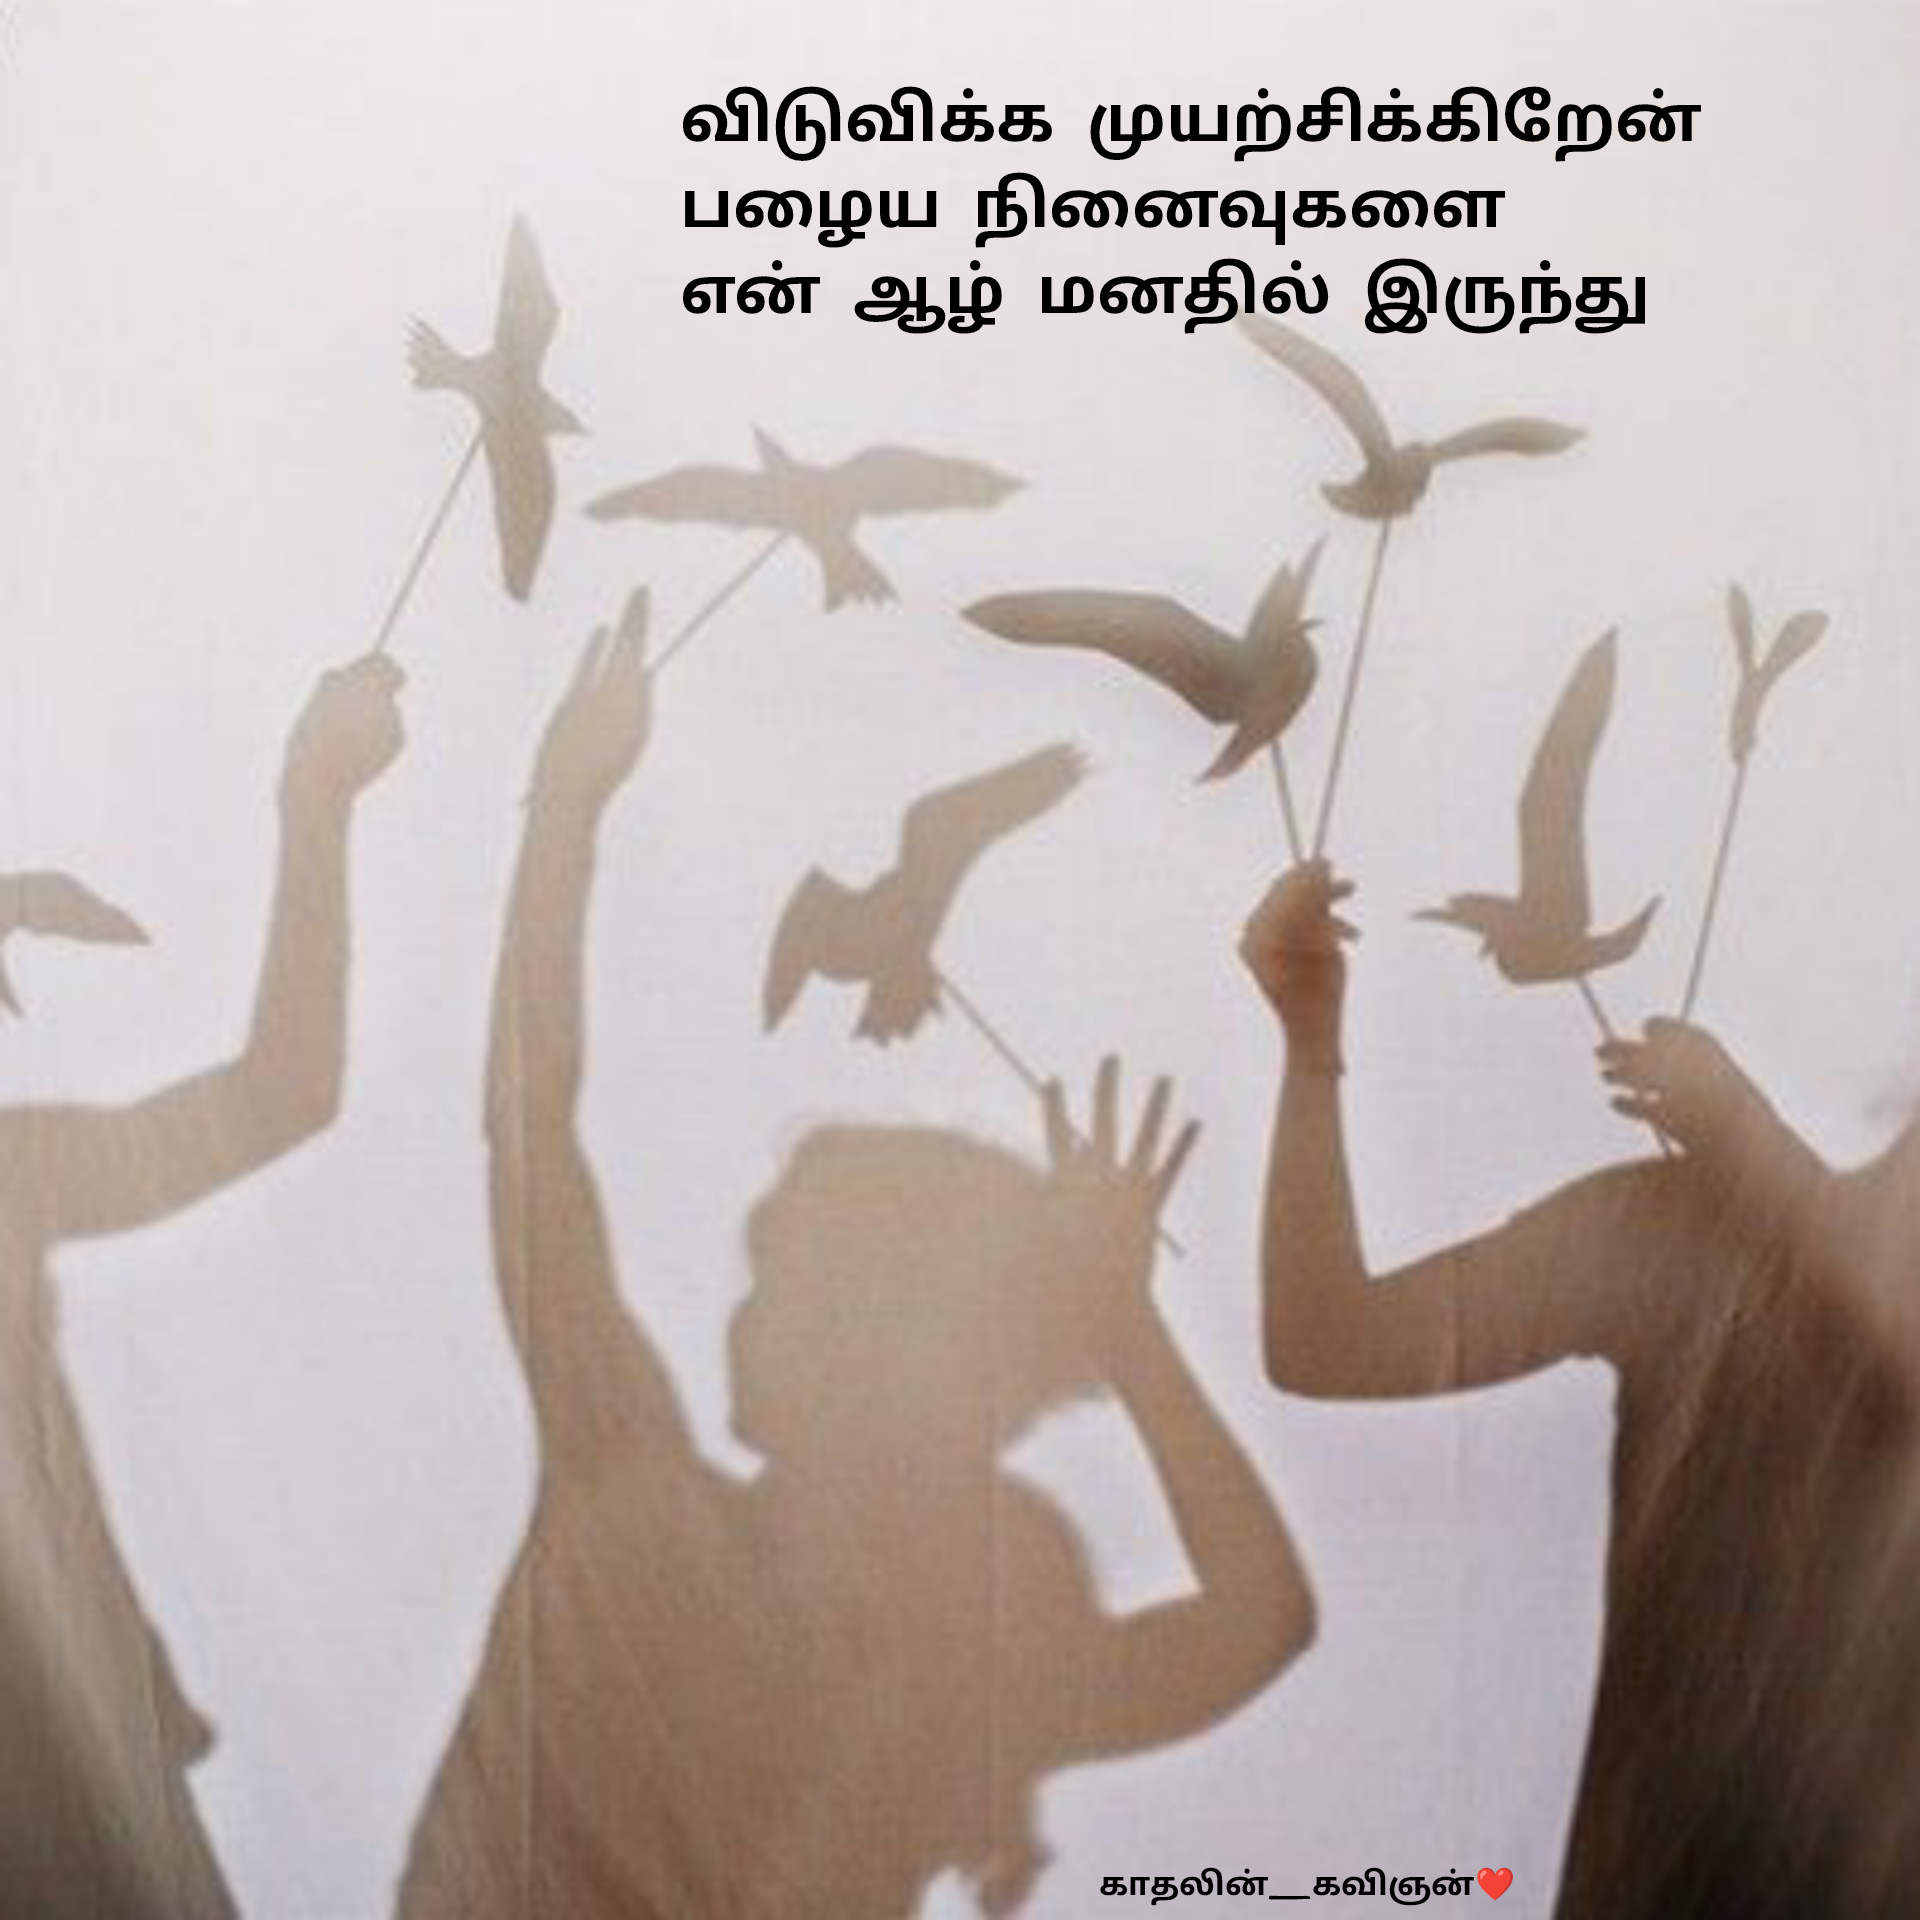 விடுவிக்க முயற்சிக்கிறேன்
பழைய நினைவுகளை
என் ஆழ் மனதில் இருந்து
காதலின்__கவிஞன்❤️